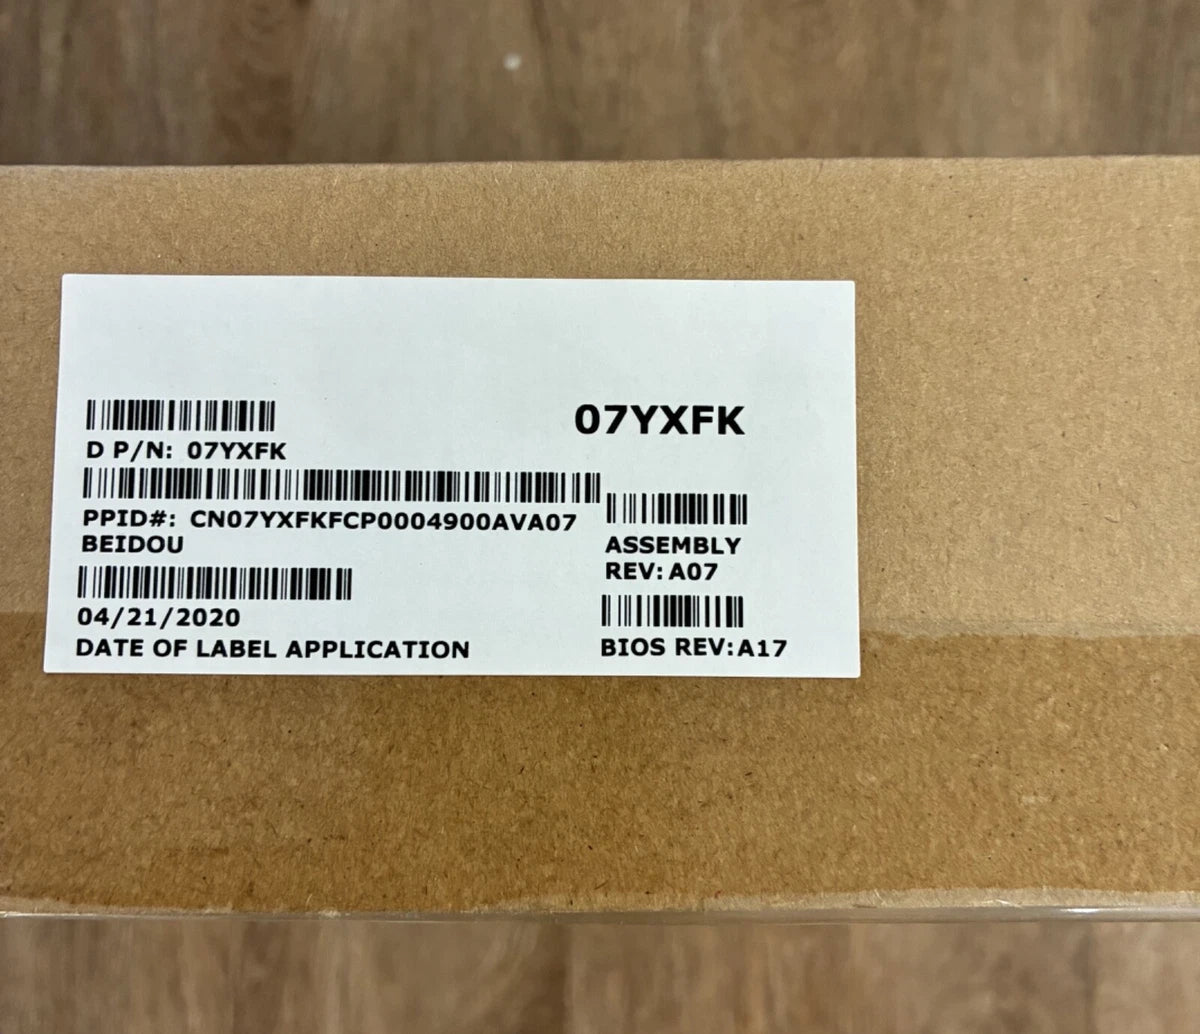 07YXFK
D P/N: 07YXFK
PPID#: CN07YXFKFCP0004900AVA07
BEIDOU
ASSEMBLY
REV: A07
04/21/2020
DATE OF LABEL APPLICATION
BIOS REV:A17